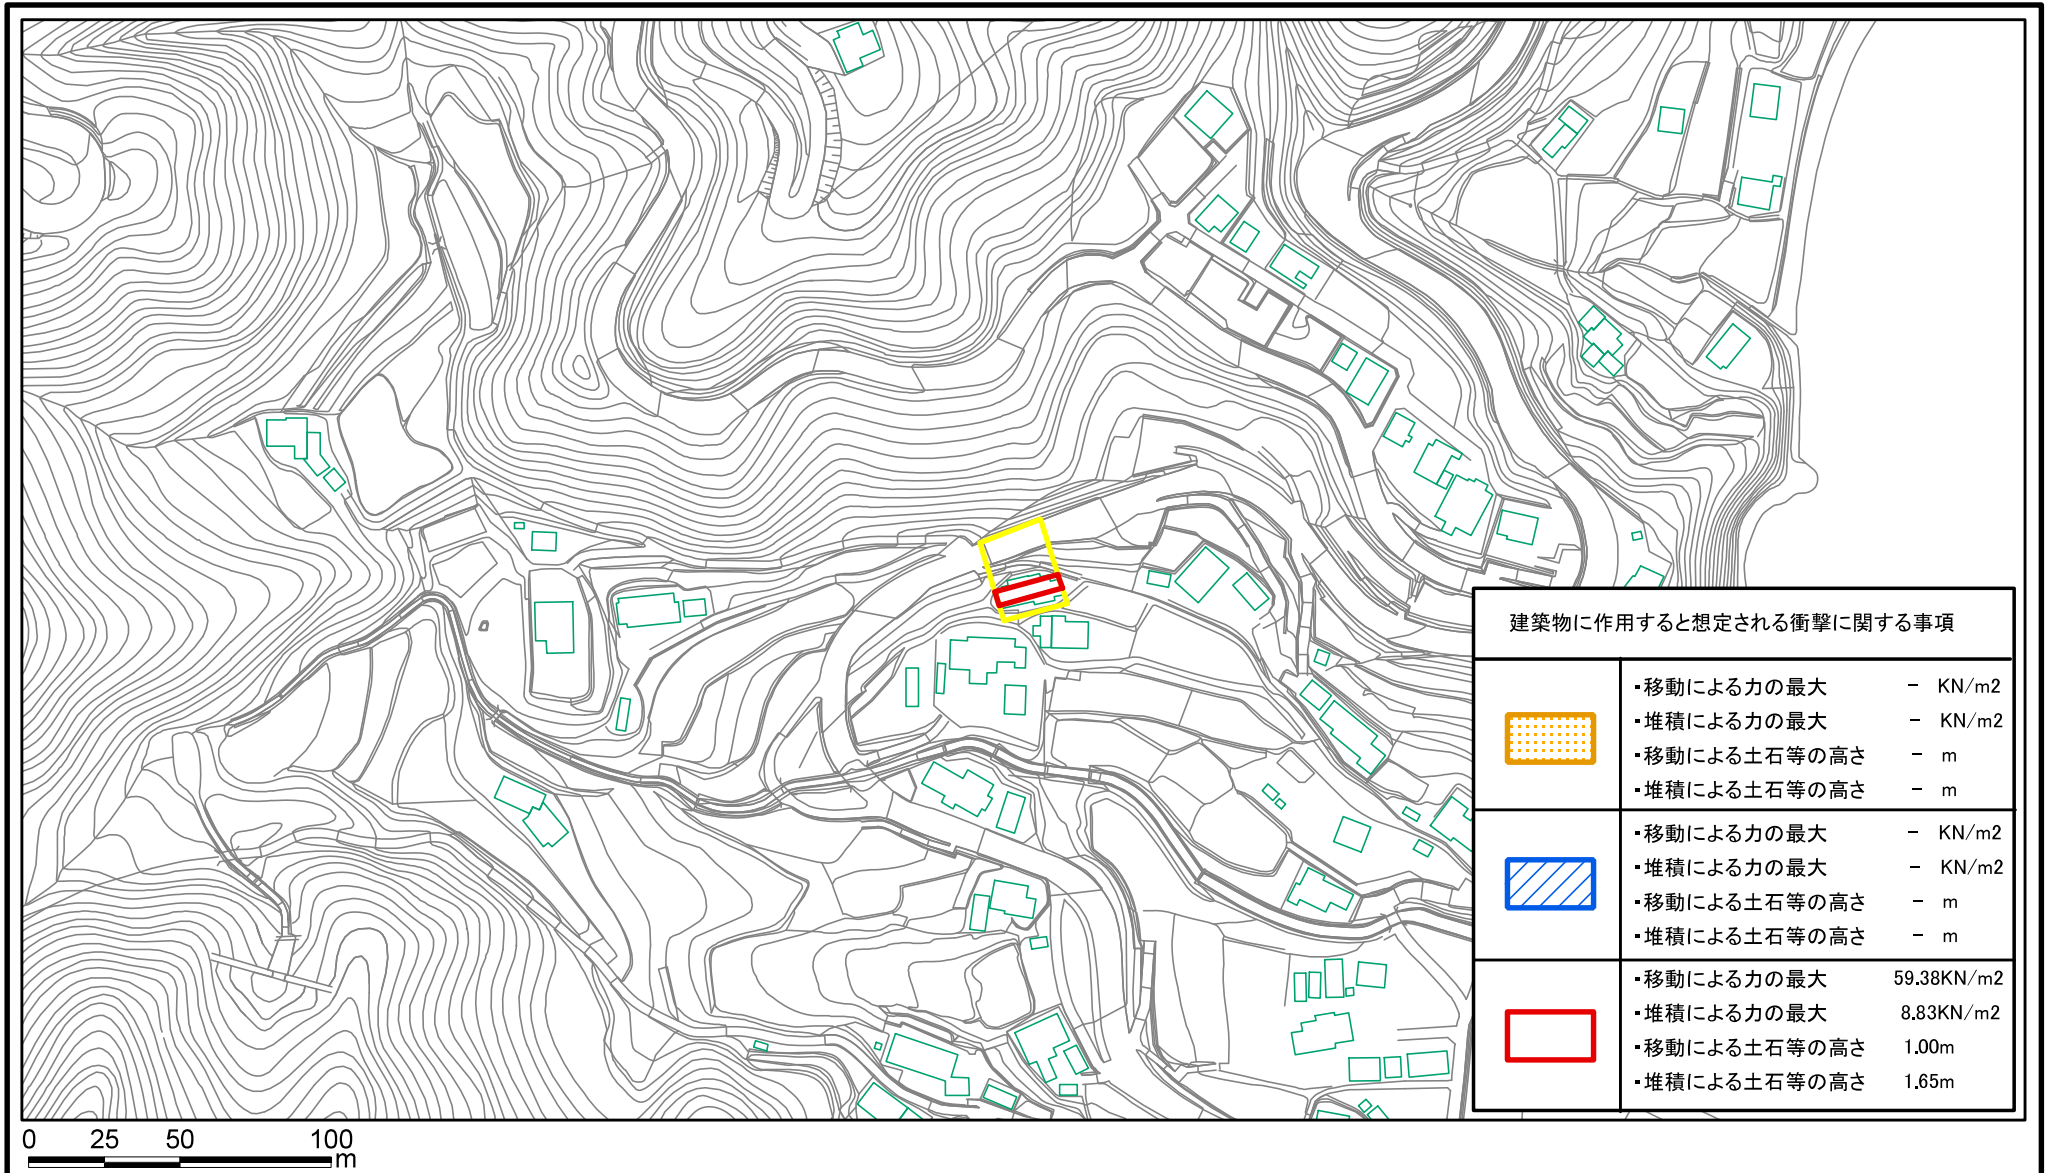 建築物に作用すると想定される衝撃に関する事項
・移動による力の最大 － KN/m2
・堆積による力の最大 － KN/m2
・移動による土石等の高さ － m
・堆積による土石等の高さ － m
・移動による力の最大 － KN/m2
・堆積による力の最大 － KN/m2
・移動による土石等の高さ － m
・堆積による土石等の高さ － m
・移動による力の最大 59.38KN/m2
・堆積による力の最大 8.83KN/m2
・移動による土石等の高さ 1.00m
・堆積による土石等の高さ 1.65m
0 25 50 100
m